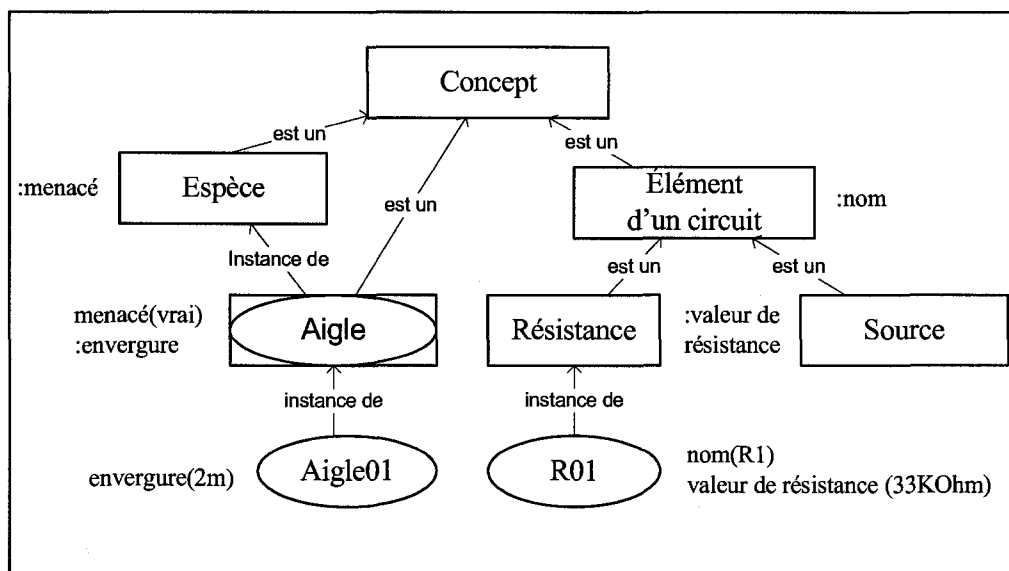 Concept
est un
est un
:menacé
Espèce
est un
Élément
d'un circuit
:nom
Instance de
est un
est un
menacé(vrai)
:envergure
Aigle
Résistance
:valeur de
résistance
Source
instance de
instance de
envergure(2m)
Aigle01
R01
nom(R1)
valeur de résistance (33KOhm)